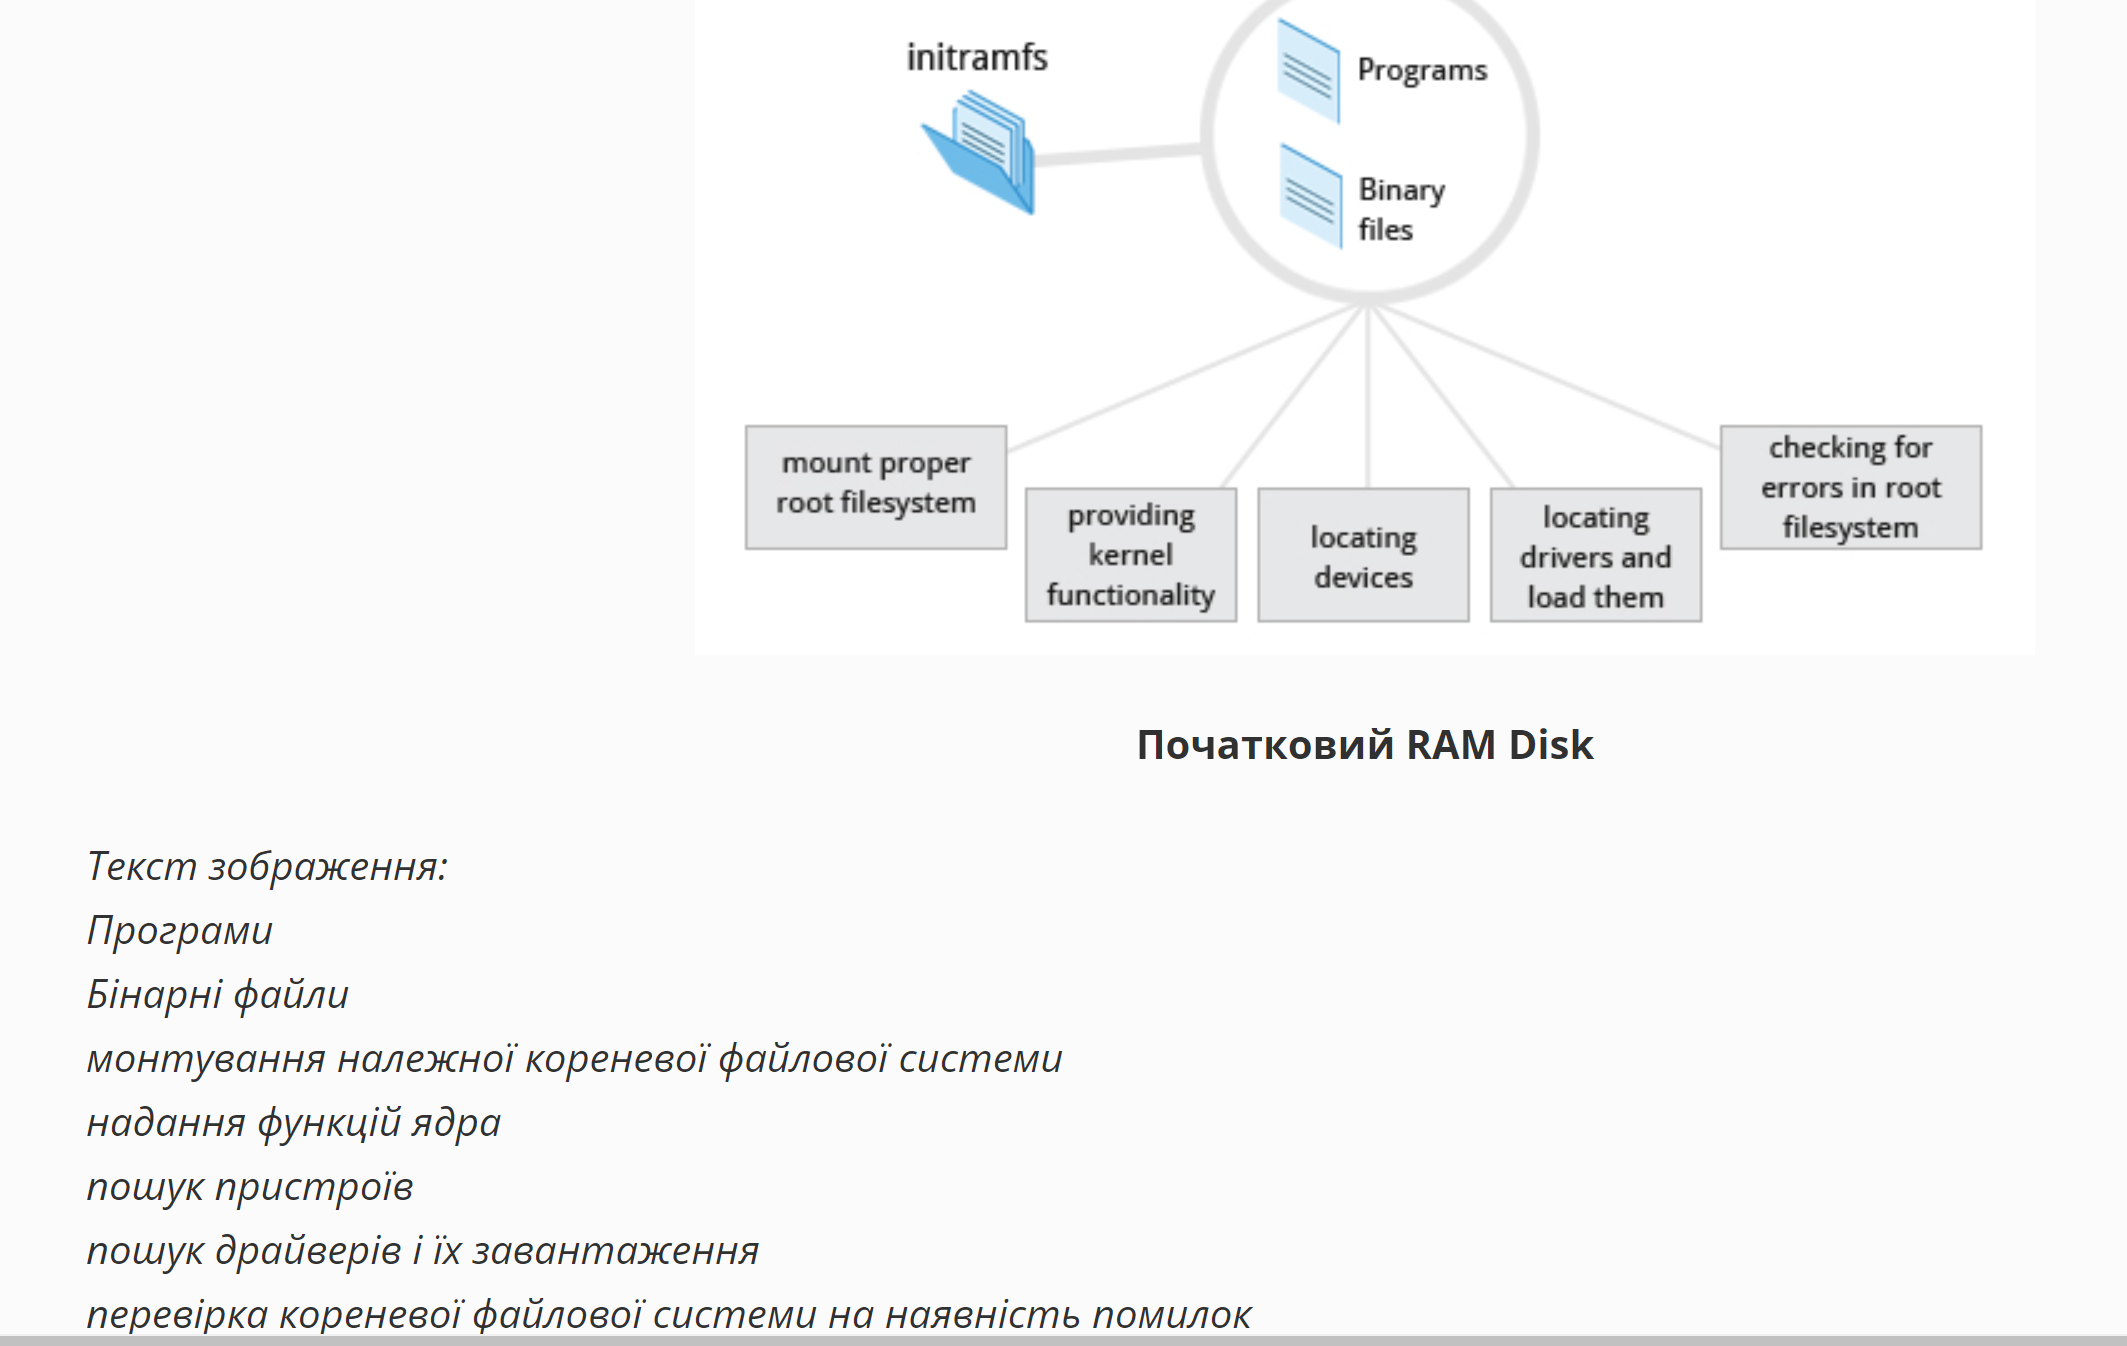 initramfs
Programs
Binary
files
mount proper
root filesystem
providing
kernel
functionality
locating
devices
locating
drivers and
load them
checking for
errors in root
filesystem
Початковий RAM Disk
Текст зображення:
Програми
Бінарні файли
монтування належної кореневої файлової системи
надання функцій ядра
пошук пристроїв
пошук драйверів і їх завантаження
перевірка кореневої файлової системи на наявність помилок